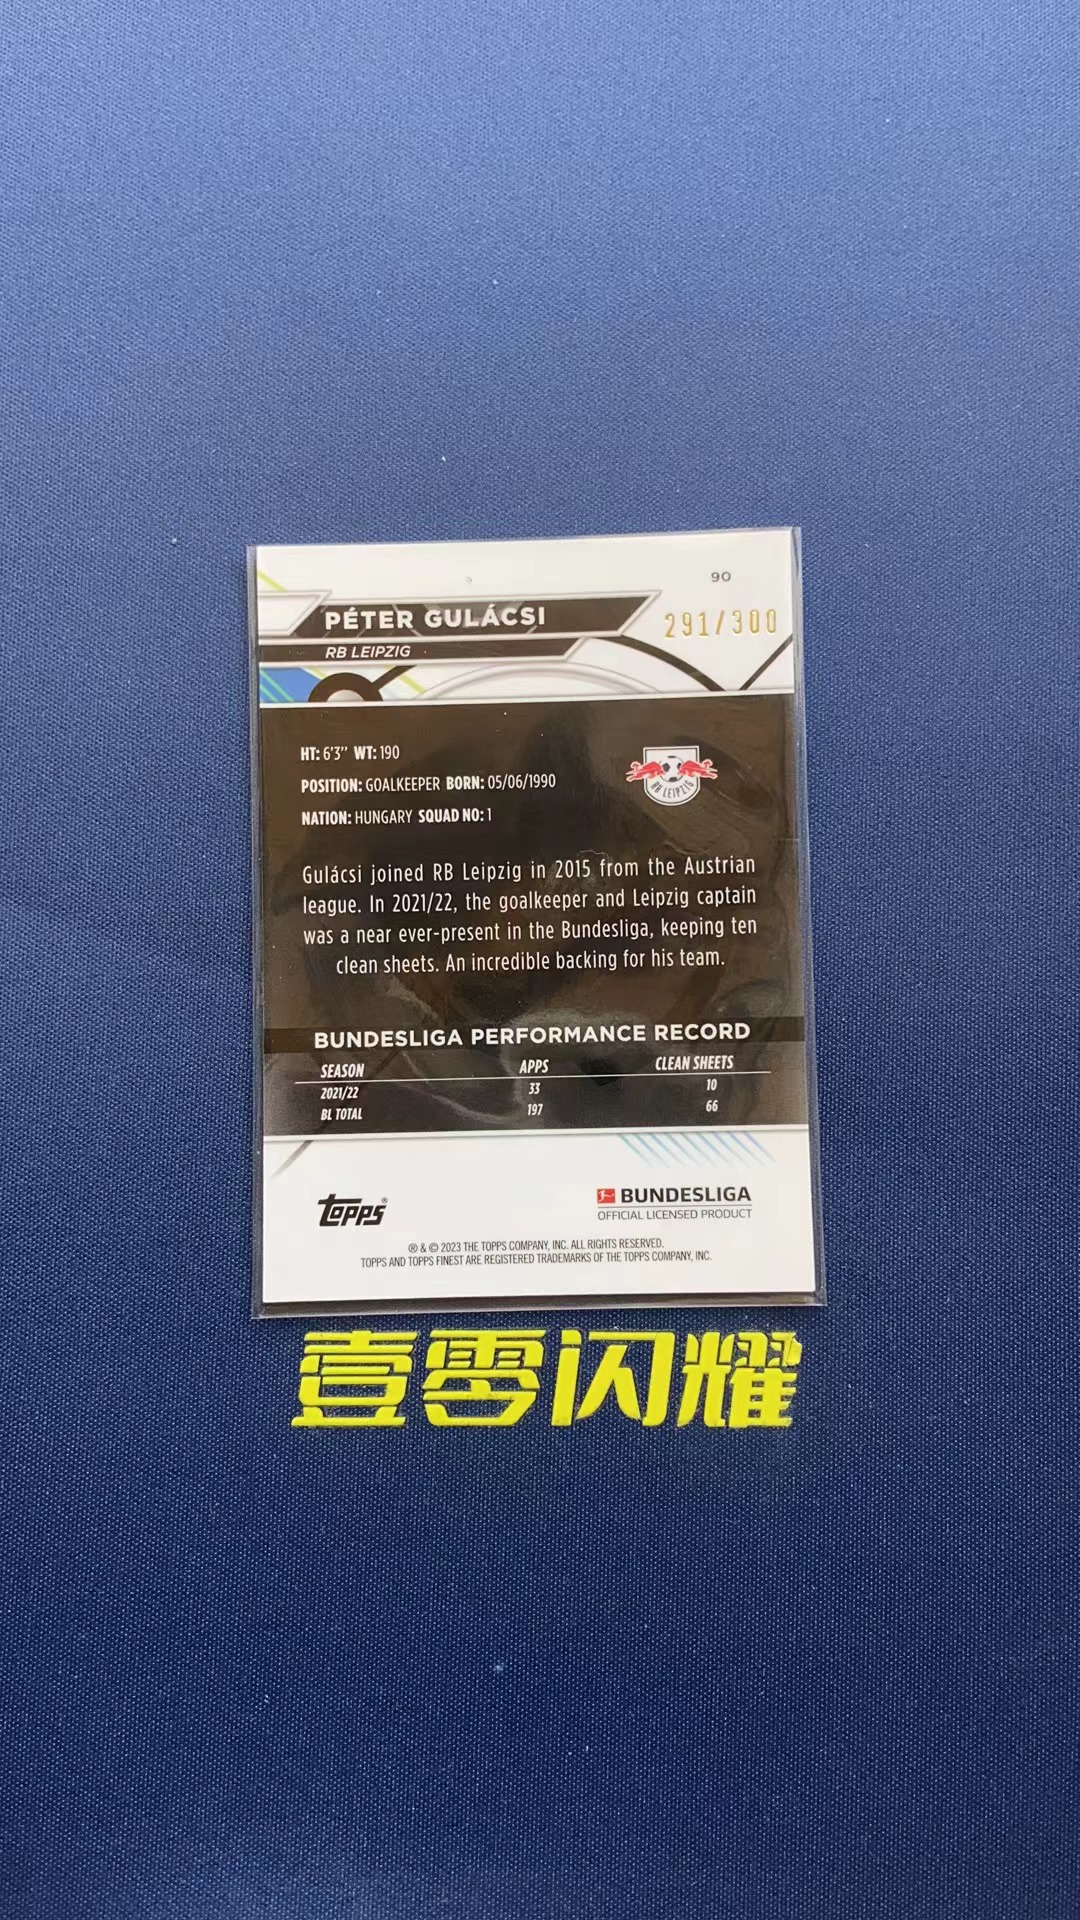 90
PÉTER GULÁCSI
291/300
RB LEIPZIG
HT: 6'3" WT: 190
POSITION: GOALKEEPER BORN: 05/06/1990
NATION: HUNGARY SQUAD NO: 1
RB LEIPZIG
Gulácsi joined RB Leipzig in 2015 from the Austrian
league. In 2021/22, the goalkeeper and Leipzig captain
was a near ever-present in the Bundesliga, keeping ten
clean sheets. An incredible backing for his team.
BUNDESLIGA PERFORMANCE RECORD
SEASON APPS CLEAN SHEETS
2021/22 33 10
BL TOTAL 197 66
topps®
BUNDESLIGA
OFFICIAL LICENSED PRODUCT
® & © 2023 THE TOPPS COMPANY, INC. ALL RIGHTS RESERVED.
TOPPS AND TOPPS FINEST ARE REGISTERED TRADEMARKS OF THE TOPPS COMPANY, INC.
壹零闪耀